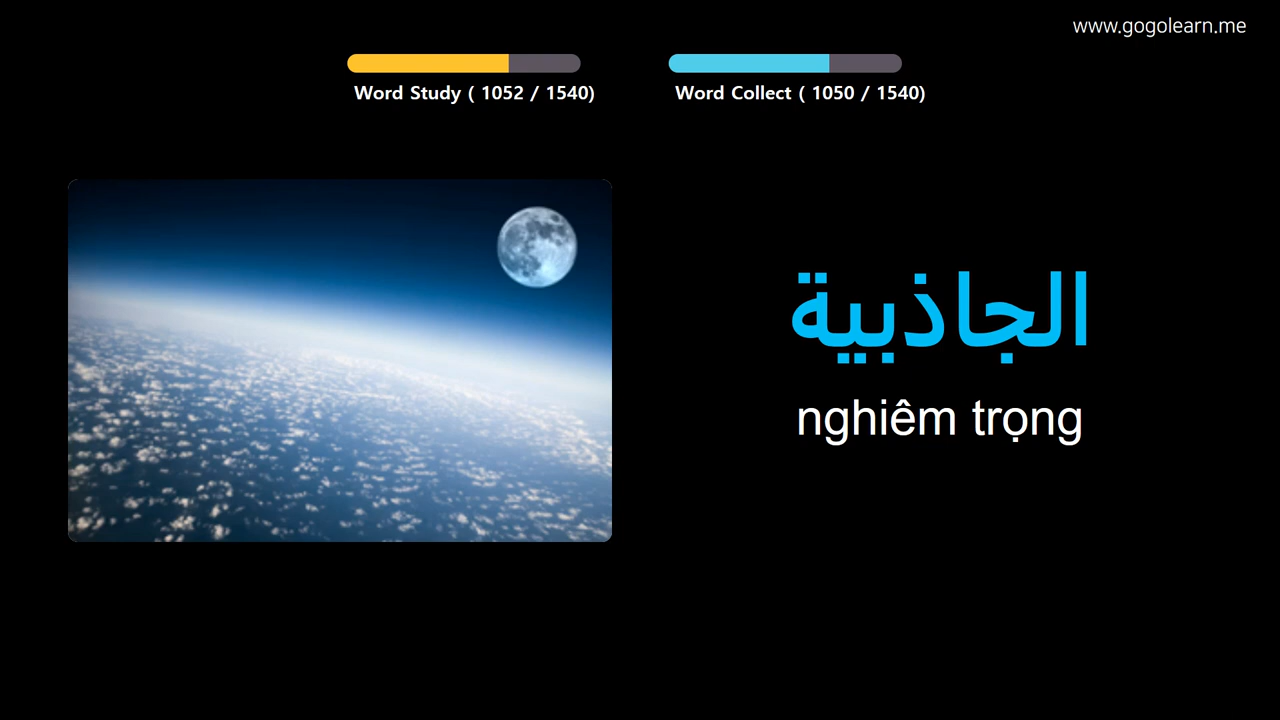 www.gogolearn.me
Word Study ( 1052 / 1540)
Word Collect ( 1050 / 1540)
الجاذبية
nghiêm trọng